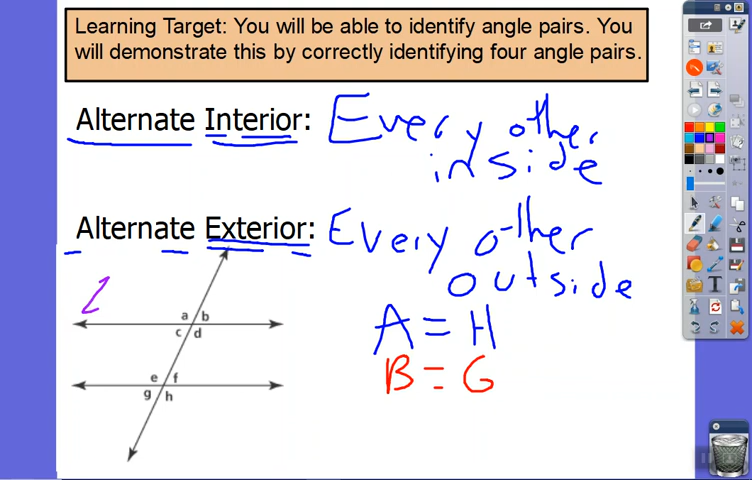 Learning Target: You will be able to identify angle pairs. You
will demonstrate this by correctly identifying four angle pairs.
Alternate Interior: Every other
inside
Alternate Exterior: Every other
outside
a b
c d
A = H
e f
B = G
g h